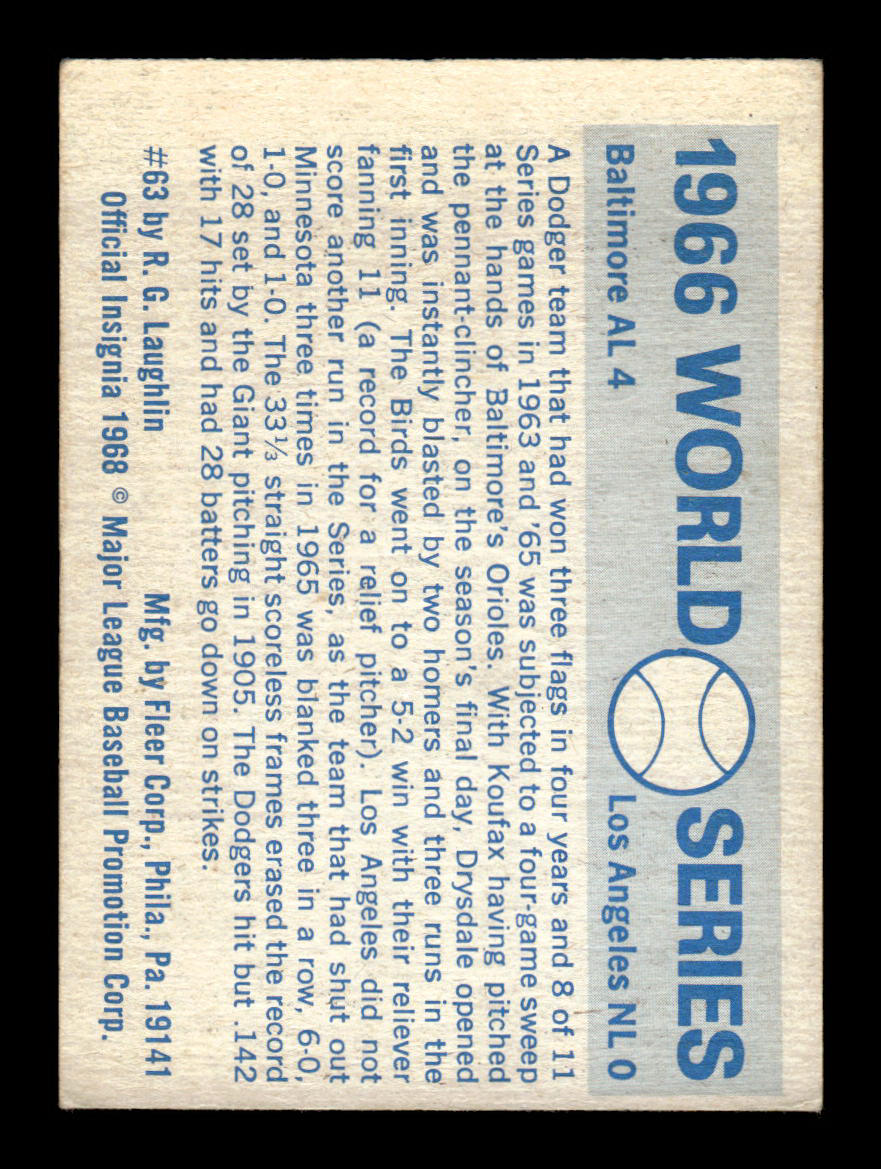 1966 WORLD SERIES
Baltimore AL 4 Los Angeles NL 0
A Dodger team that had won three flags in four years and 8 of 11
Series games in 1963 and '65 was subjected to a four-game sweep
at the hands of Baltimore's Orioles. With Koufax having pitched
the pennant-clincher, on the season's final day, Drysdale opened
and was instantly blasted by two homers and three runs in the
first inning. The Birds went on to a 5-2 win with their reliever
fanning 11 (a record for a relief pitcher). Los Angeles did not
score another run in the Series, as the team that had shut out
Minnesota three times in 1965 was blanked three in a row, 6-0,
1-0, and 1-0. The 33⅓ straight scoreless frames erased the record
of 28 set by the Giant pitching in 1905. The Dodgers hit but .142
with 17 hits and had 28 batters go down on strikes.
#63 by R. G. Laughlin Mfg. by Fleer Corp., Phila., Pa. 19141
Official Insignia 1968 © Major League Baseball Promotion Corp.